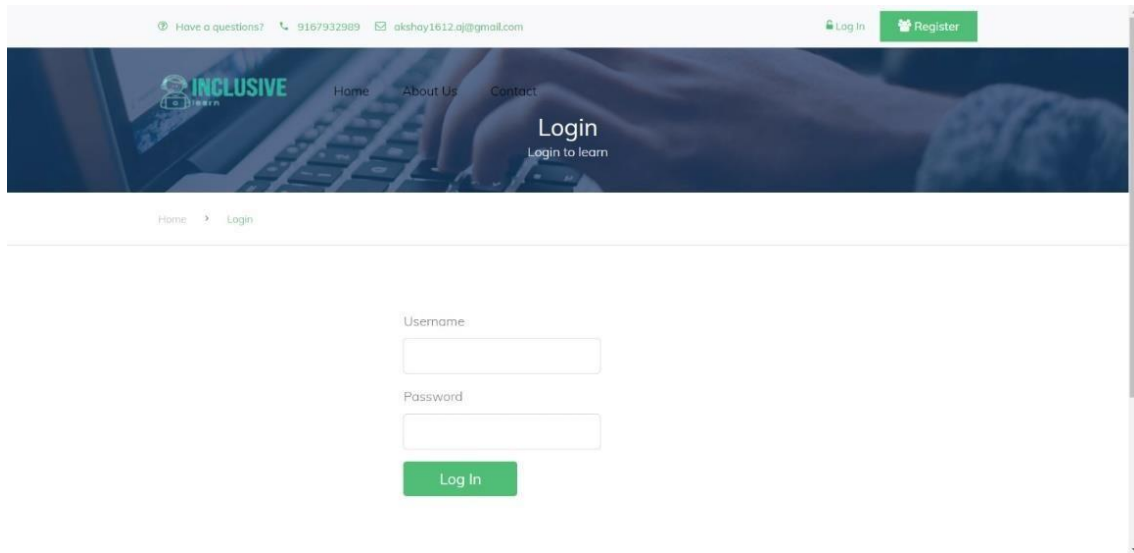 Have a questions? 9167932989 akshay1612.aj@gmail.com Log In Register
INCLUSIVE
learn
Home About Us Contact
Login
Login to learn
Home > Login
Username
Password
Log In